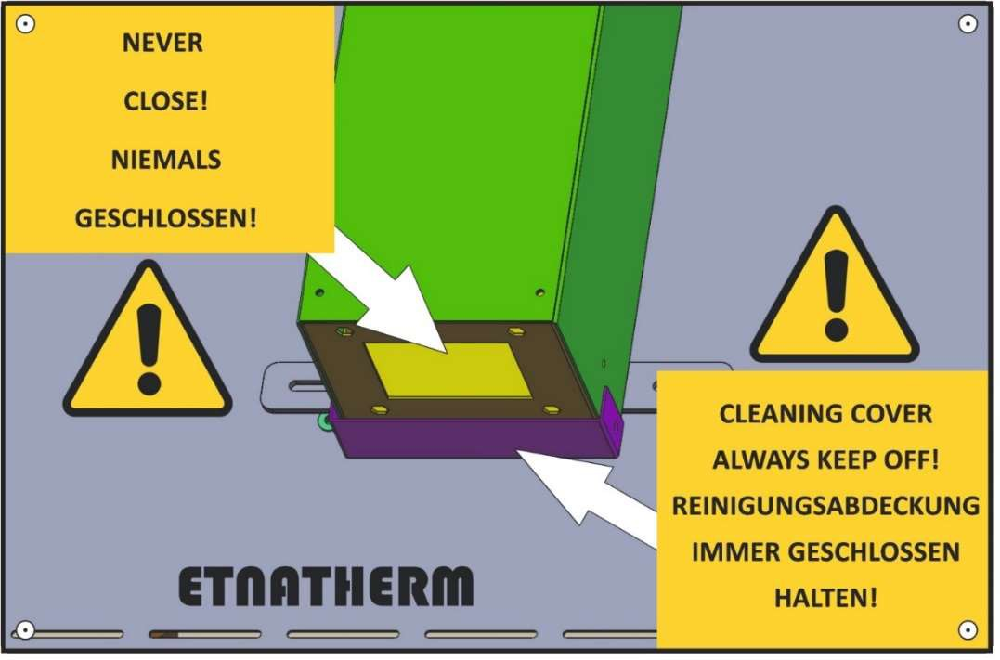 NEVER
CLOSE!
NIEMALS
GESCHLOSSEN!
CLEANING COVER
ALWAYS KEEP OFF!
REINIGUNGSABDECKUNG
IMMER GESCHLOSSEN
HALTEN!
ETNATHERM